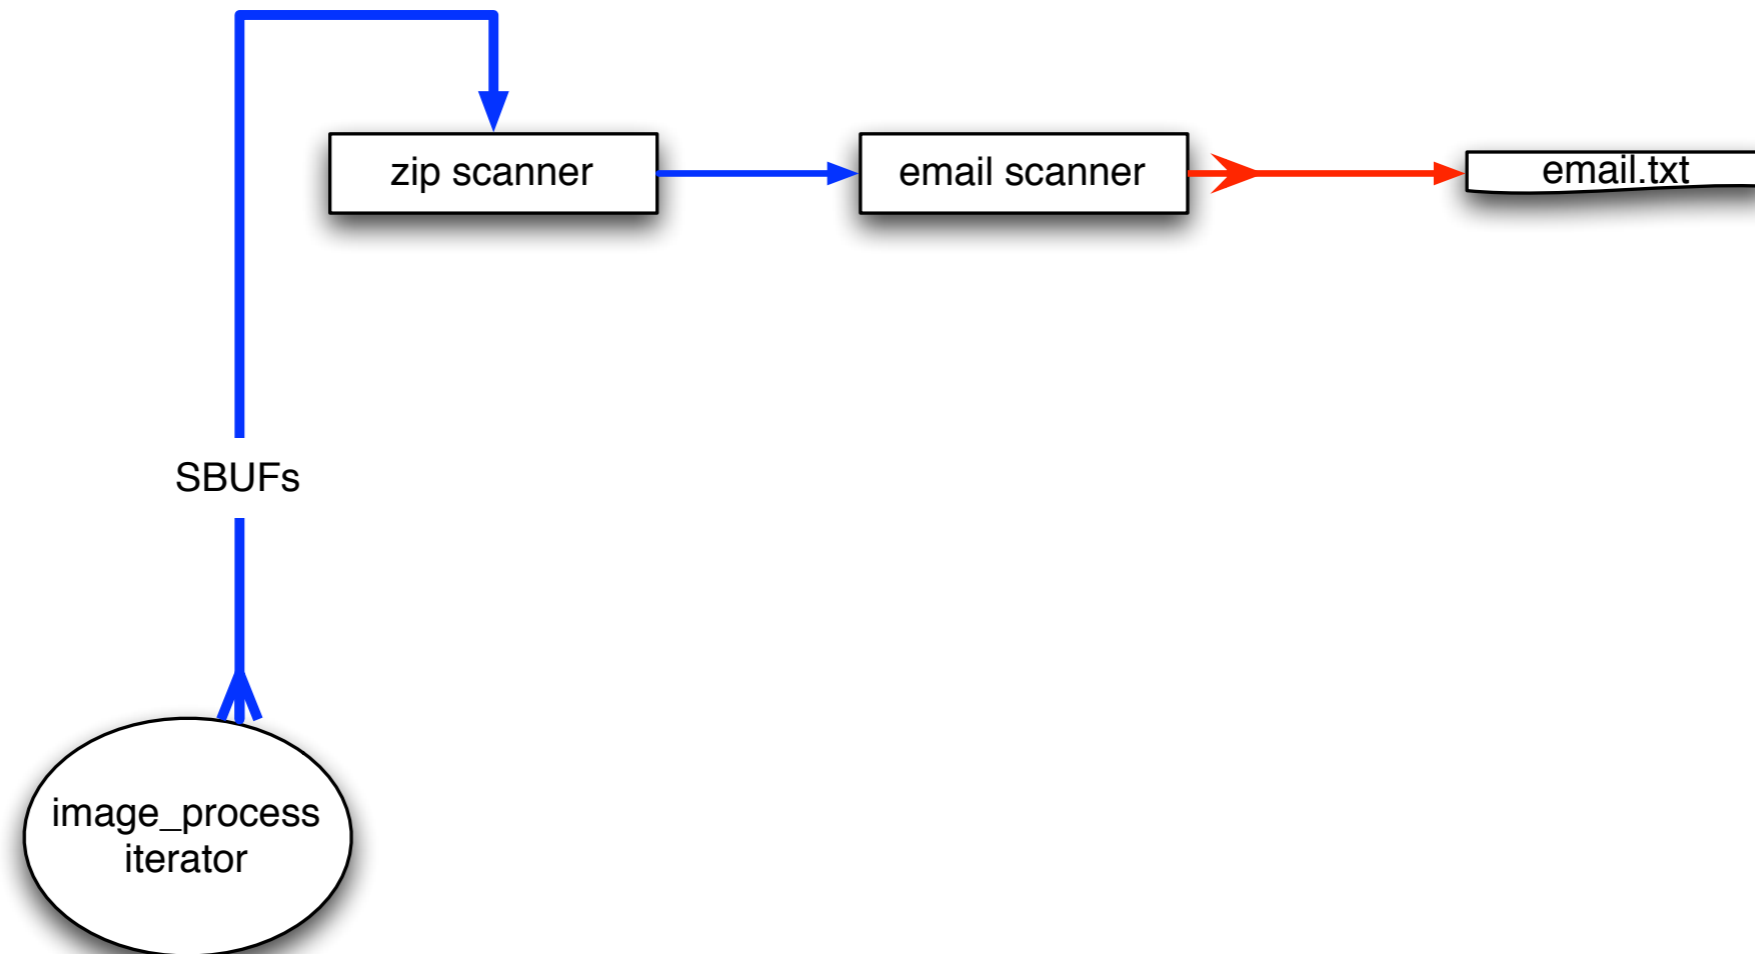 zip scanner
email scanner
email.txt
SBUFs
image_process
iterator